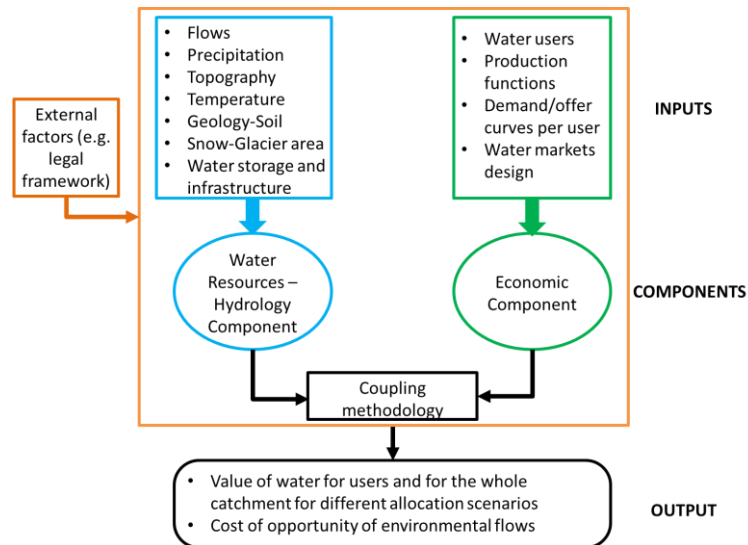 • Flows
• Precipitation
• Topography
• Temperature
• Geology-Soil
• Snow-Glacier area
• Water storage and
infrastructure
• Water users
• Production
functions
• Demand/offer
curves per user
• Water markets
design
INPUTS
External
factors (e.g.
legal
framework)
Water
Resources –
Hydrology
Component
Economic
Component
COMPONENTS
Coupling
methodology
• Value of water for users and for the whole
catchment for different allocation scenarios
• Cost of opportunity of environmental flows
OUTPUT